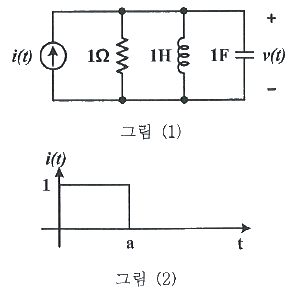 i(t) 1Ω 1H 1F + v(t) −
그림 (1)
i(t)
1
a t
그림 (2)